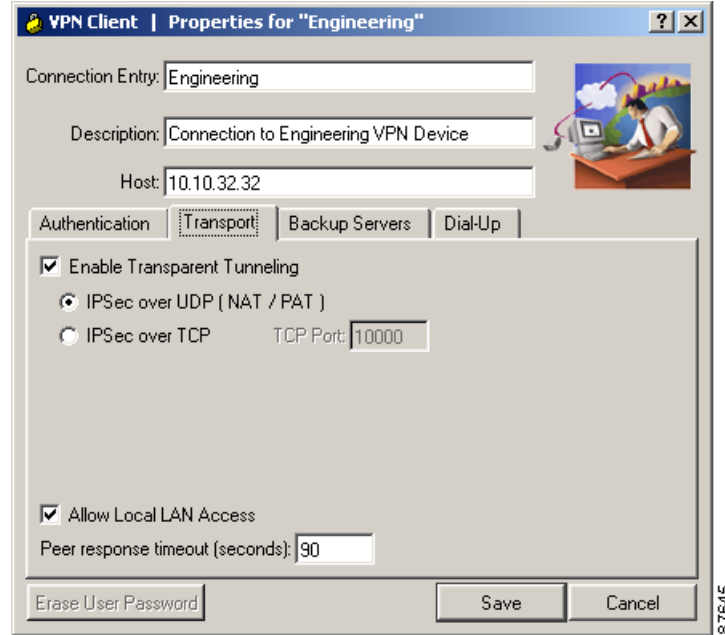 VPN Client | Properties for "Engineering"
Connection Entry: Engineering
Description: Connection to Engineering VPN Device
Host: 10.10.32.32
Authentication Transport Backup Servers Dial-Up
Enable Transparent Tunneling
IPSec over UDP ( NAT / PAT )
IPSec over TCP TCP Port: 10000
Allow Local LAN Access
Peer response timeout (seconds): 90
Erase User Password Save Cancel